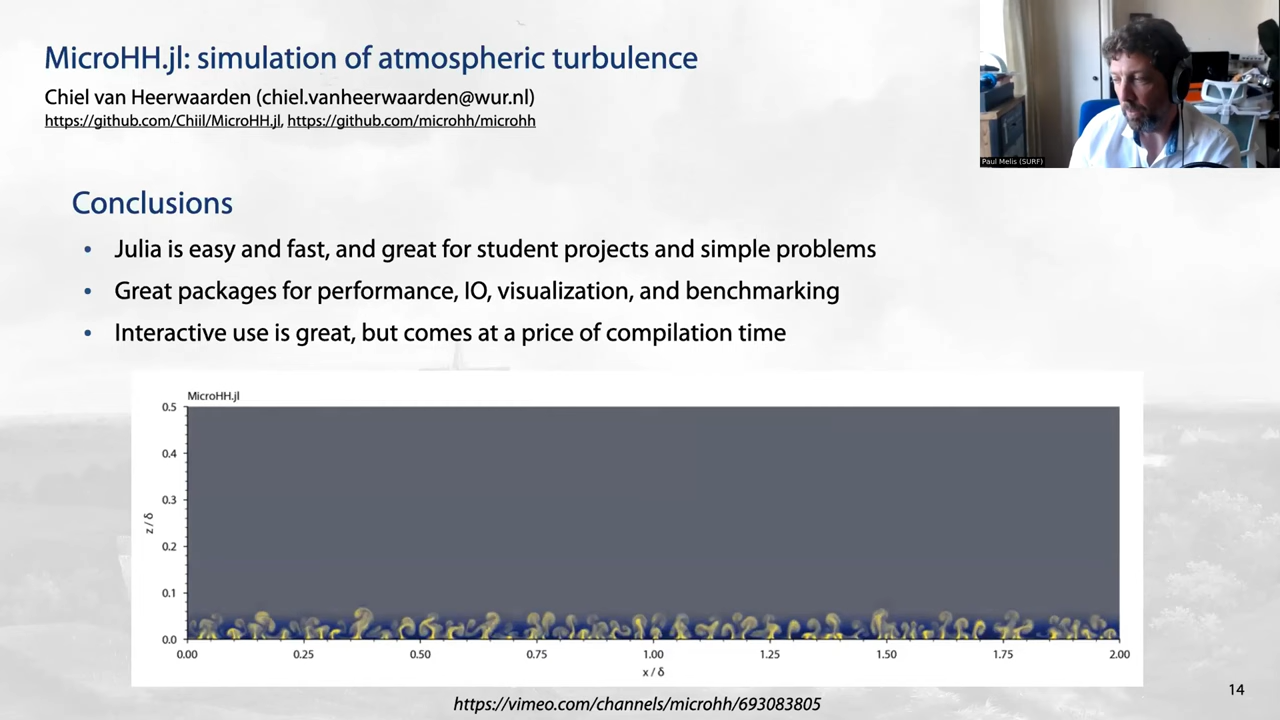 MicroHH.jl: simulation of atmospheric turbulence
Chiel van Heerwaarden (chiel.vanheerwaarden@wur.nl)
https://github.com/Chiil/MicroHH.jl, https://github.com/microhh/microhh
Paul Melis (SURF)
Conclusions
• Julia is easy and fast, and great for student projects and simple problems
• Great packages for performance, IO, visualization, and benchmarking
• Interactive use is great, but comes at a price of compilation time
MicroHH.jl
0.5
0.4
0.3
0.2
0.1
0.0
z / δ
0.00 0.25 0.50 0.75 1.00 1.25 1.50 1.75 2.00
x / δ
https://vimeo.com/channels/microhh/693083805
14